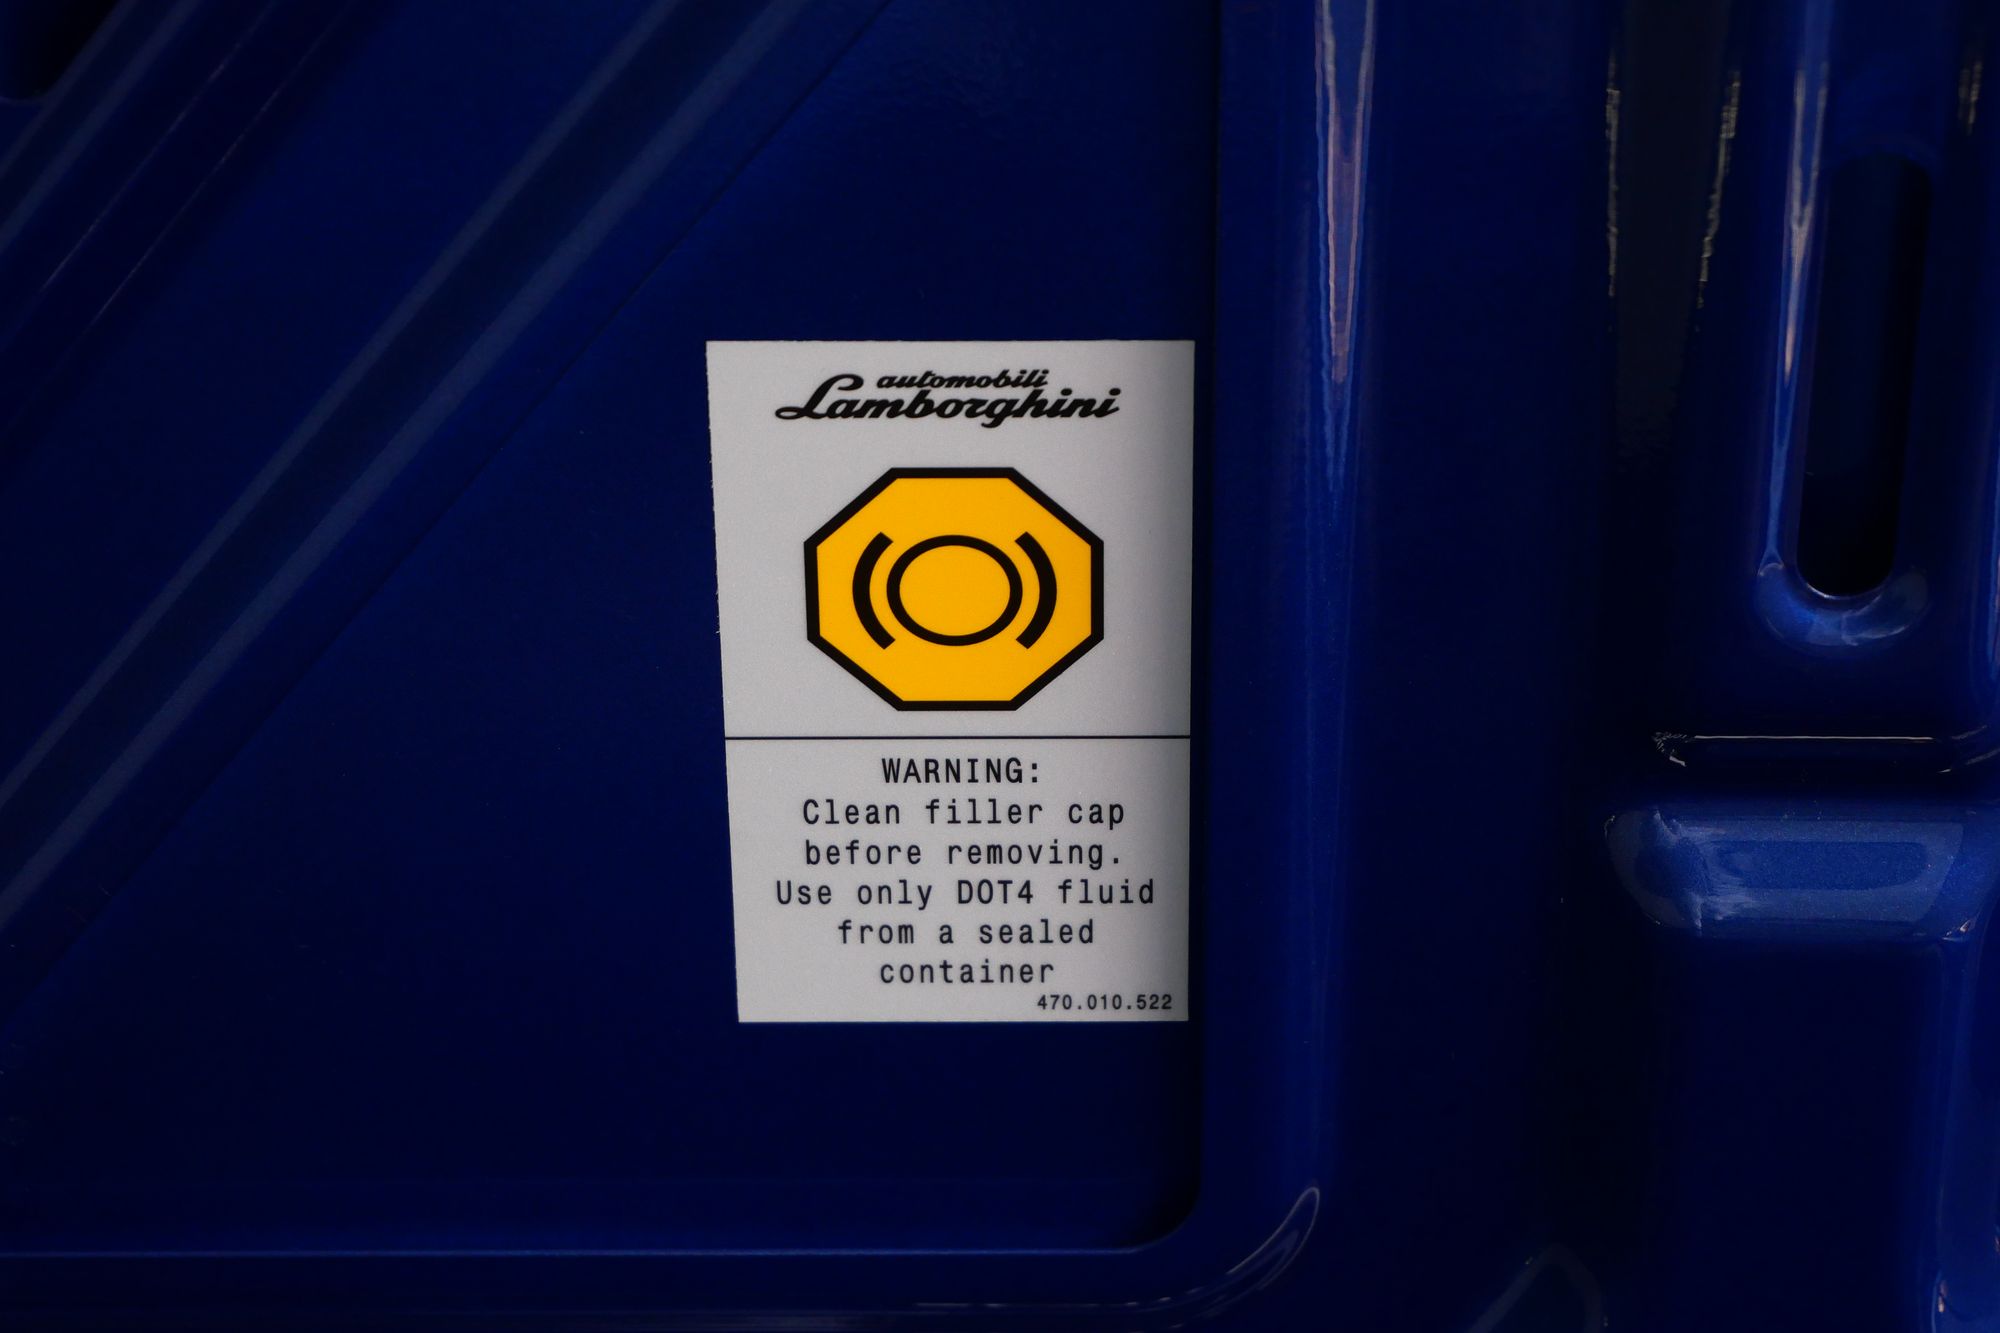 automobili
Lamborghini
WARNING:
Clean filler cap
before removing.
Use only DOT4 fluid
from a sealed
container
470.010.522